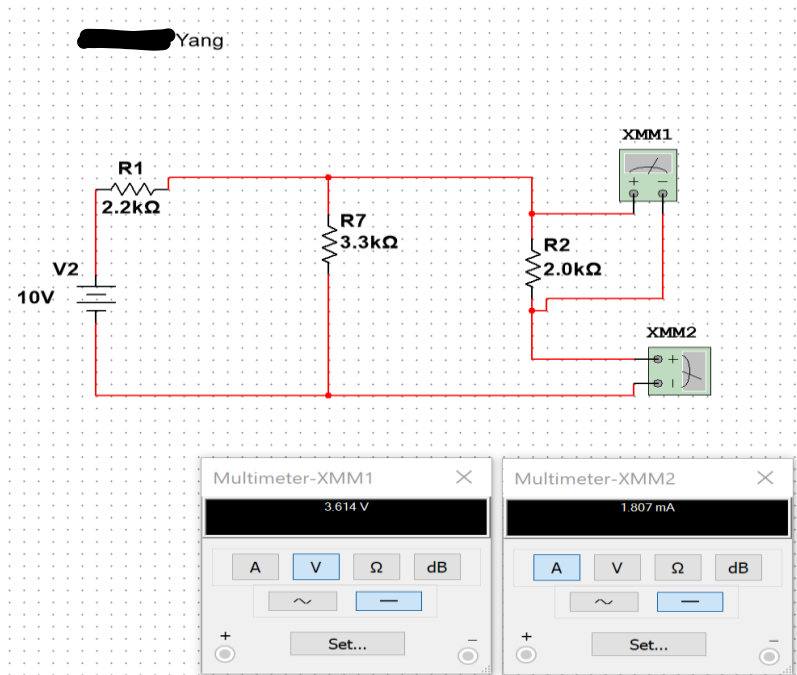 Yang
XMM1
+ −
R1
2.2kΩ
R7
3.3kΩ
R2
2.0kΩ
V2
10V
XMM2
+
−
Multimeter-XMM1
3.614 V
A V Ω dB
~ —
+ Set... −
Multimeter-XMM2
1.807 mA
A V Ω dB
~ —
+ Set... −